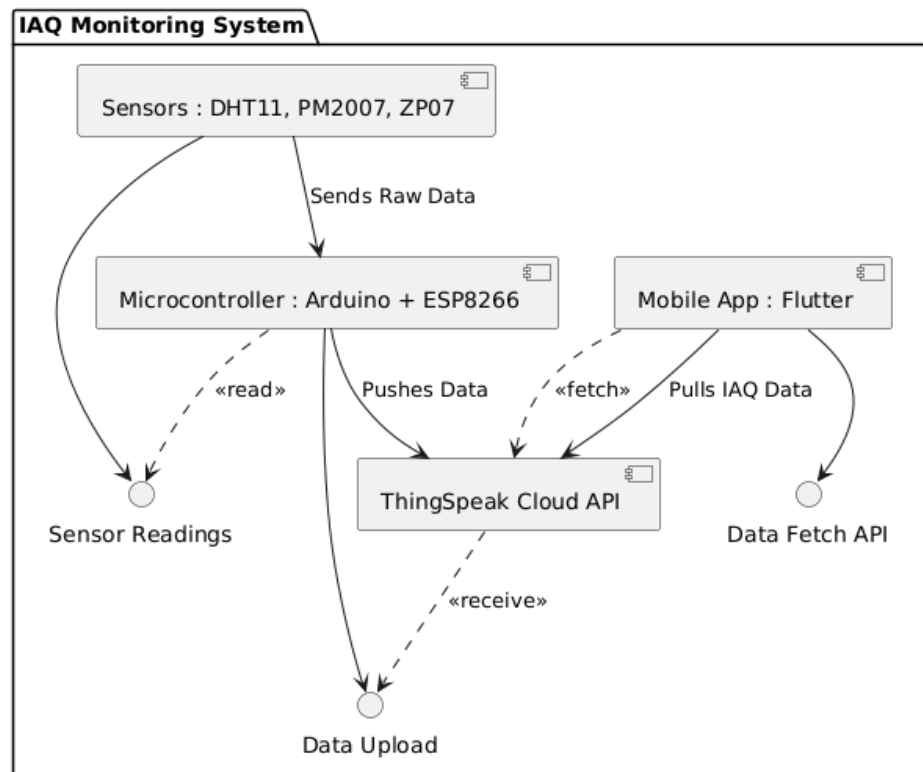 IAQ Monitoring System
Sensors : DHT11, PM2007, ZP07
Sends Raw Data
Microcontroller : Arduino + ESP8266
Mobile App : Flutter
«read»
Pushes Data
«fetch»
Pulls IAQ Data
ThingSpeak Cloud API
Sensor Readings
Data Fetch API
«receive»
Data Upload